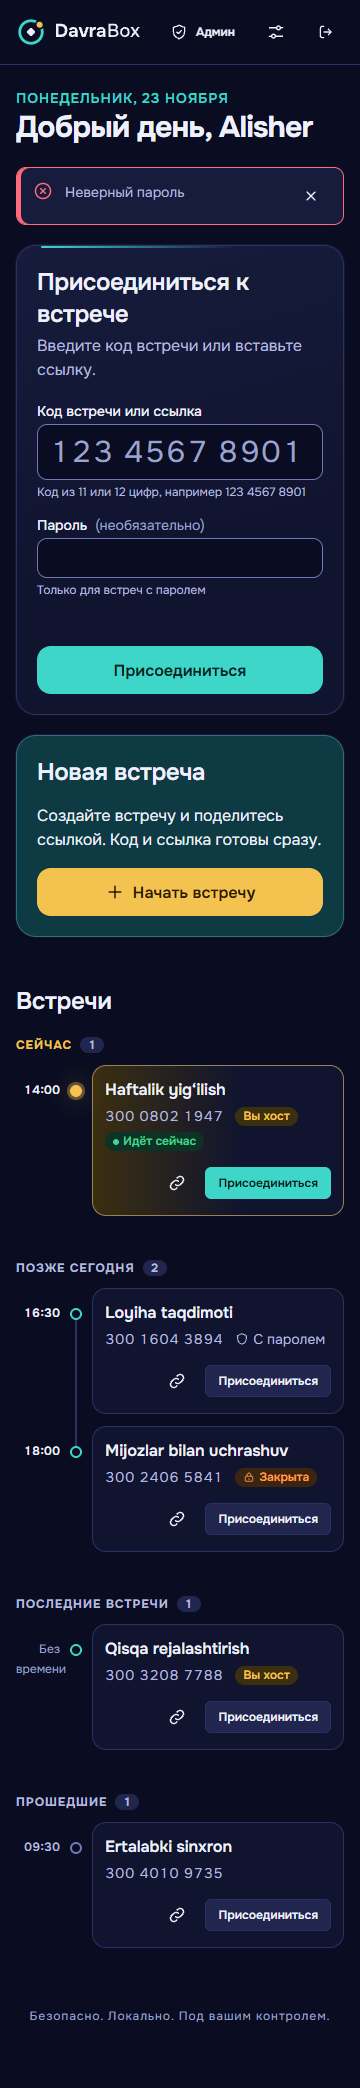 DavraBox
Админ
ПОНЕДЕЛЬНИК, 23 НОЯБРЯ
Добрый день, Alisher
Неверный пароль
Присоединиться к
встрече
Введите код встречи или вставьте
ссылку.
Код встречи или ссылка
123 4567 8901
Код из 11 или 12 цифр, например 123 4567 8901
Пароль (необязательно)
Только для встреч с паролем
Присоединиться
Новая встреча
Создайте встречу и поделитесь
ссылкой. Код и ссылка готовы сразу.
Начать встречу
Встречи
СЕЙЧАС 1
14:00
Haftalik yig‘ilish
300 0802 1947 Вы хост
Идёт сейчас
Присоединиться
ПОЗЖЕ СЕГОДНЯ 2
16:30
Loyiha taqdimoti
300 1604 3894 С паролем
Присоединиться
18:00
Mijozlar bilan uchrashuv
300 2406 5841 Закрыта
Присоединиться
ПОСЛЕДНИЕ ВСТРЕЧИ 1
Без
времени
Qisqa rejalashtirish
300 3208 7788 Вы хост
Присоединиться
ПРОШЕДШИЕ 1
09:30
Ertalabki sinxron
300 4010 9735
Присоединиться
Безопасно. Локально. Под вашим контролем.